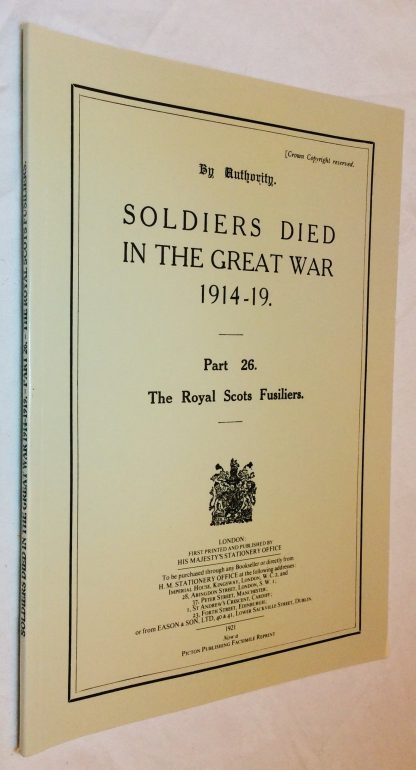 [Crown Copyright reserved.
By Authority.
SOLDIERS DIED
IN THE GREAT WAR
1914-19.
Part 26.
The Royal Scots Fusiliers.
LONDON
FIRST PRINTED AND PUBLISHED BY
HIS MAJESTY'S STATIONERY OFFICE
To be purchased through any Bookseller or directly from
H. M. STATIONERY OFFICE at the following addresses:
IMPERIAL HOUSE, KINGSWAY, LONDON, W. C. 2, and
28, ABINGDON STREET, LONDON, S. W. 1,
37, PETER STREET, MANCHESTER,
1, ST ANDREW'S CRESCENT, CARDIFF;
23, FORTH STREET, EDINBURGH,
or from EASON & SON, LTD, 40 & 41, LOWER SACKVILLE STREET, DUBLIN.
1921
Now a
PICTON PUBLISHING FACSIMILE REPRINT
SOLDIERS DIED IN THE GREAT WAR 1914-1919. - PART 26. - THE ROYAL SCOTS FUSILIERS.